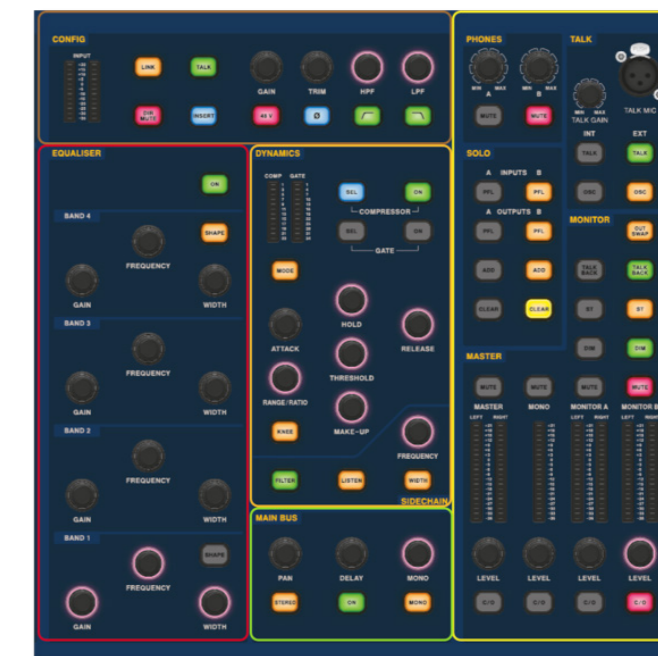 CONFIG
INPUT
LINK
TALK
DIR
MUTE
INSERT
GAIN
TRIM
HPF
LPF
48 V
Ø
EQUALISER
ON
BAND 4
SHAPE
FREQUENCY
GAIN
WIDTH
BAND 3
FREQUENCY
GAIN
WIDTH
BAND 2
FREQUENCY
GAIN
WIDTH
BAND 1
SHAPE
FREQUENCY
GAIN
WIDTH
DYNAMICS
COMP GATE
SEL
ON
COMPRESSOR
SEL
ON
GATE
MODE
HOLD
ATTACK
RELEASE
THRESHOLD
RANGE/RATIO
KNEE
MAKE-UP
FREQUENCY
FILTER
LISTEN
WIDTH
SIDECHAIN
MAIN BUS
PAN
DELAY
MONO
STEREO
ON
MONO
PHONES
MIN MAX
MIN MAX
A
B
MUTE
MUTE
SOLO
A INPUTS B
PFL
PFL
A OUTPUTS B
PFL
PFL
ADD
ADD
CLEAR
CLEAR
TALK
MIN MAX
TALK GAIN
TALK MIC
INT
EXT
TALK
TALK
OSC
OSC
MONITOR
OUT
SWAP
TALK
BACK
TALK
BACK
ST
ST
DIM
DIM
MASTER
MUTE
MUTE
MUTE
MUTE
MASTER
MONO
MONITOR A
MONITOR B
LEFT RIGHT
LEFT RIGHT
LEFT RIGHT
LEVEL
LEVEL
LEVEL
LEVEL
C/O
C/O
C/O
C/O